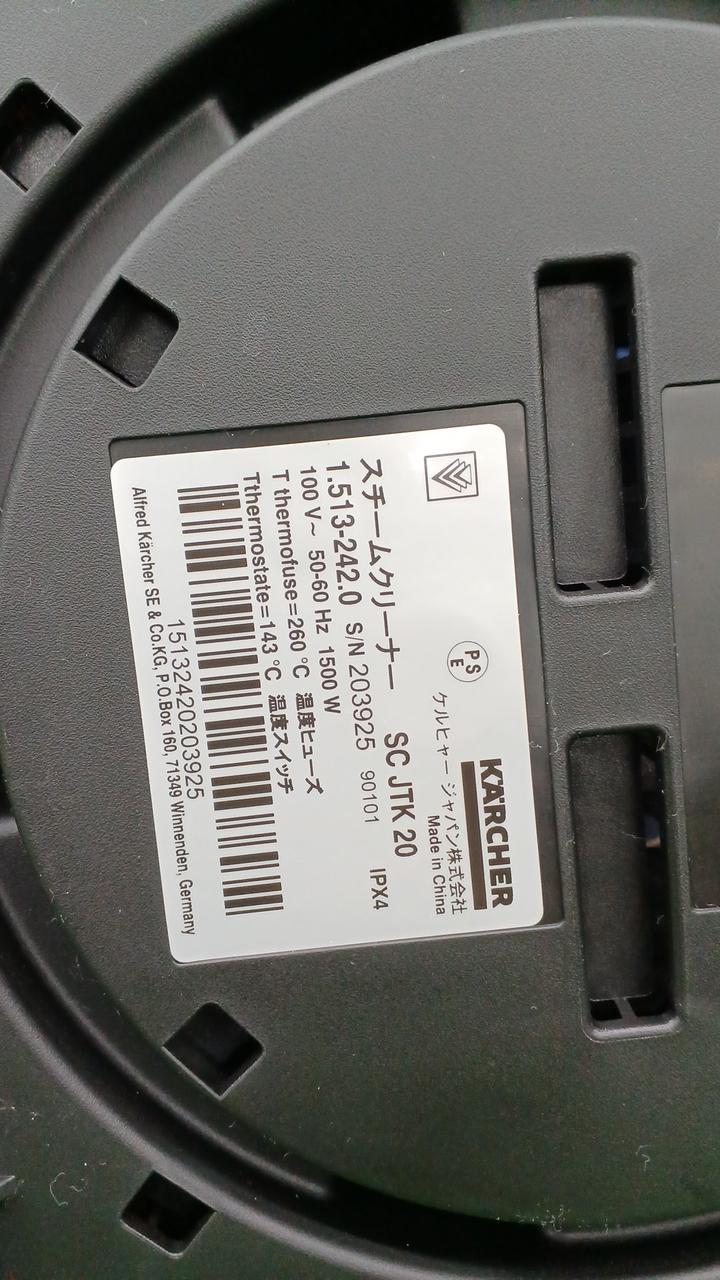 KÄRCHER
ケルヒャー ジャパン株式会社
Made in China
PS
E
スチームクリーナー SC JTK 20 IPX4
1.513-242.0 S/N 203925 90101
100 V~ 50-60 Hz 1500 W
T thermofuse=260 °C 温度ヒューズ
Tthermostate=143 °C 温度スイッチ
15132420203925
Alfred Kärcher SE & Co.KG, P.O.Box 160, 71349 Winnenden, Germany